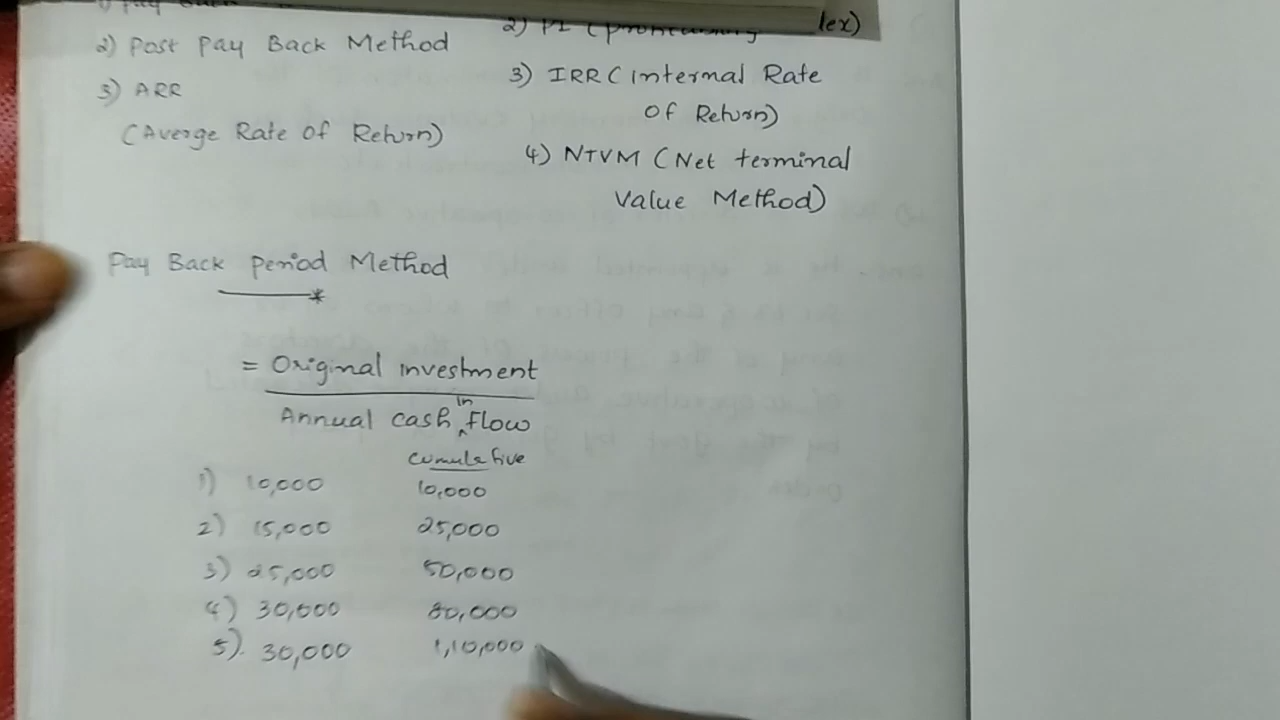 2) Post Pay Back Method
3) ARR
(Averge Rate Of Return)
2) PI ( lex)
3) IRR ( Internal Rate
Of Return)
4) NTVM (Net terminal
Value Method)
Pay Back Period Method
= Original investment
Annual cash in flow
cumulative
1) 10,000 10,000
2) 15,000 25,000
3) 25,000 50,000
4) 30,000 80,000
5). 30,000 1,10,000